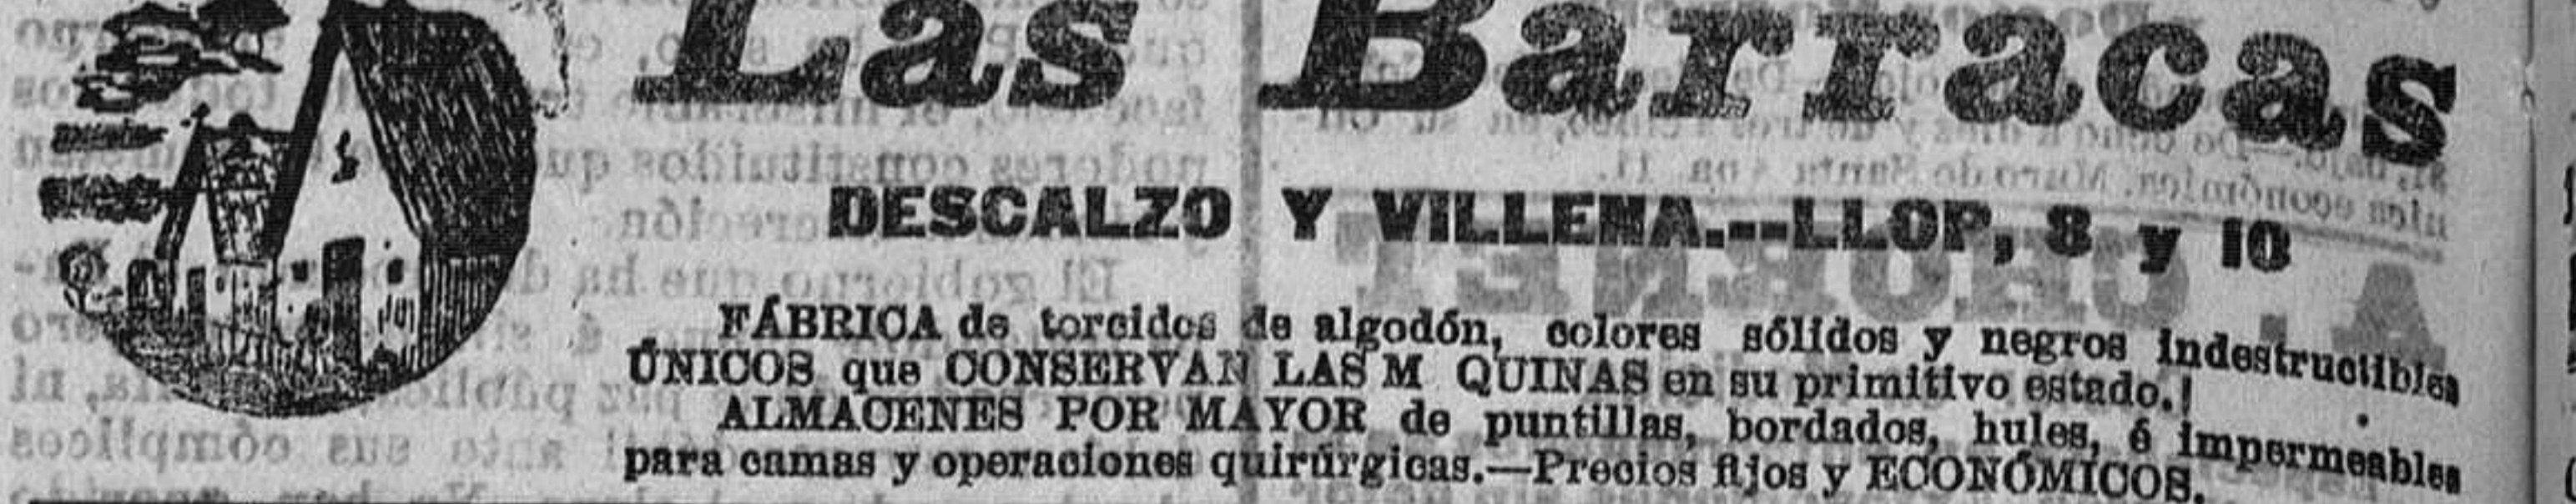 Las Barracas
DESCALZO Y VILLENA.--LLOP, 8 y 10
FÁBRICA de torcidos de algodón, colores sólidos y negros indestructibles
ÚNICOS que CONSERVAN LAS M QUINAS en su primitivo estado.
ALMACENES POR MAYOR de puntillas, bordados, hules, é impermeables
para camas y operaciones quirúrgicas.—Precios fijos y ECONÓMICOS.